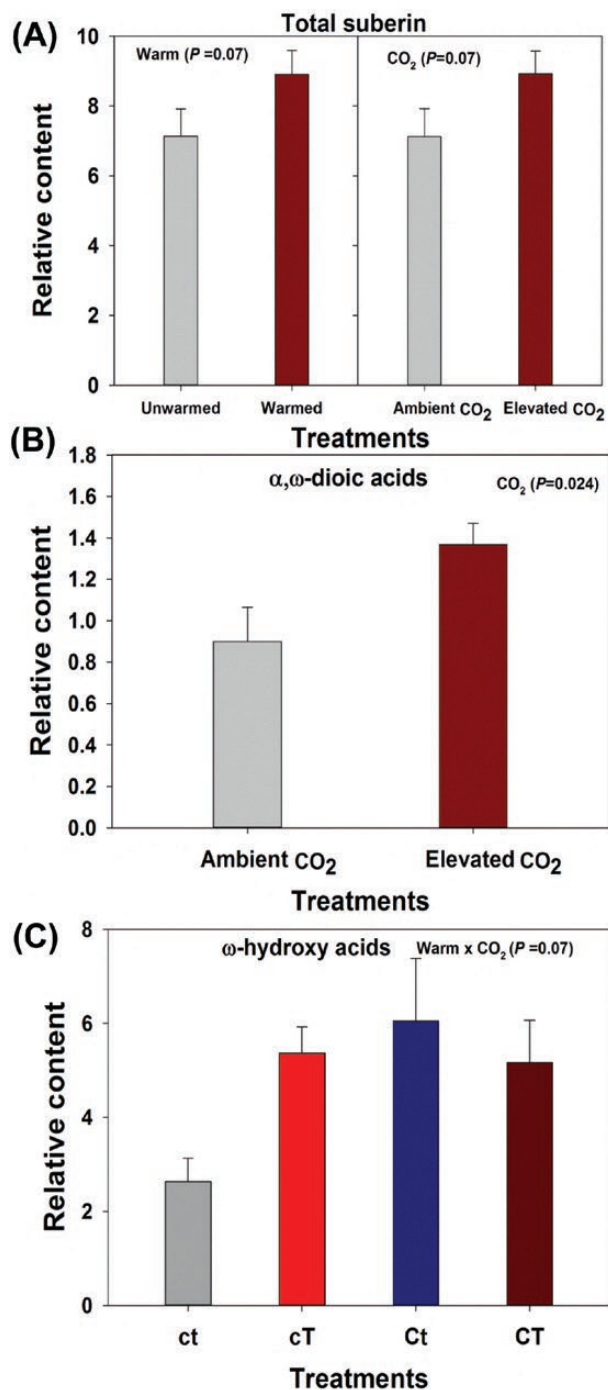 (A)
Total suberin
Warm (P =0.07)
CO2 (P=0.07)
Relative content
10
8
6
4
2
0
Unwarmed
Warmed
Ambient CO2
Elevated CO2
Treatments
(B)
α,ω-dioic acids
CO2 (P=0.024)
Relative content
1.8
1.6
1.4
1.2
1.0
0.8
0.6
0.4
0.2
0.0
Ambient CO2
Elevated CO2
Treatments
(C)
ω-hydroxy acids
Warm x CO2 (P =0.07)
Relative content
8
6
4
2
0
ct
cT
Ct
CT
Treatments